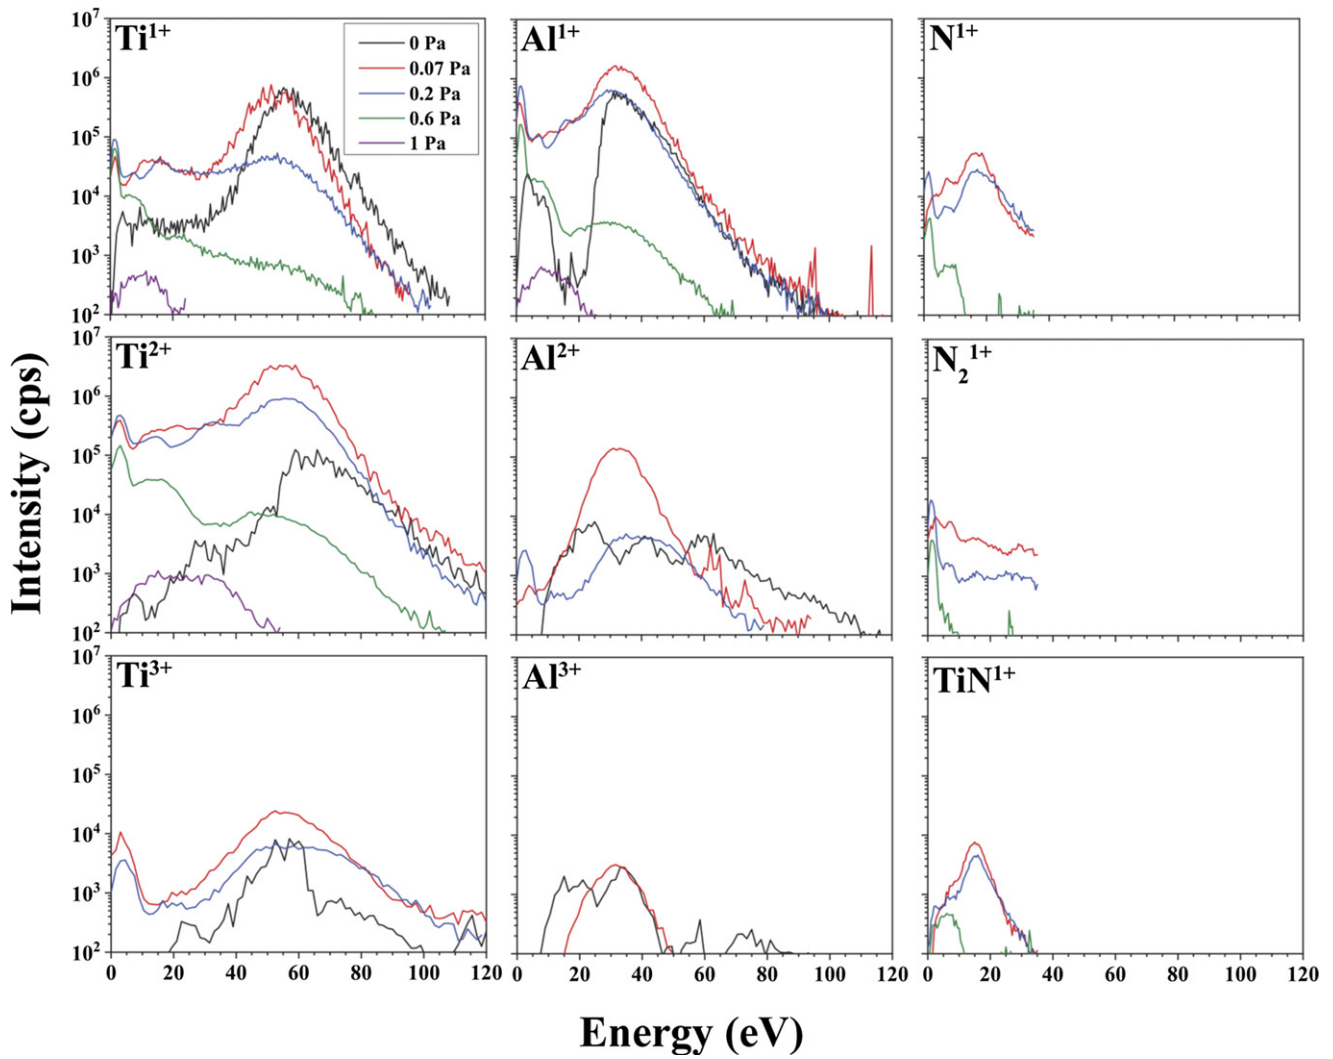 Intensity (cps)
10⁷
10⁶
10⁵
10⁴
10³
10²
Ti¹⁺
0 Pa
0.07 Pa
0.2 Pa
0.6 Pa
1 Pa
Al¹⁺
N¹⁺
10⁷
10⁶
10⁵
10⁴
10³
10²
Ti²⁺
Al²⁺
N₂¹⁺
10⁷
10⁶
10⁵
10⁴
10³
10²
Ti³⁺
Al³⁺
TiN¹⁺
0 20 40 60 80 100 120
0 20 40 60 80 100 120
0 20 40 60 80 100 120
Energy (eV)